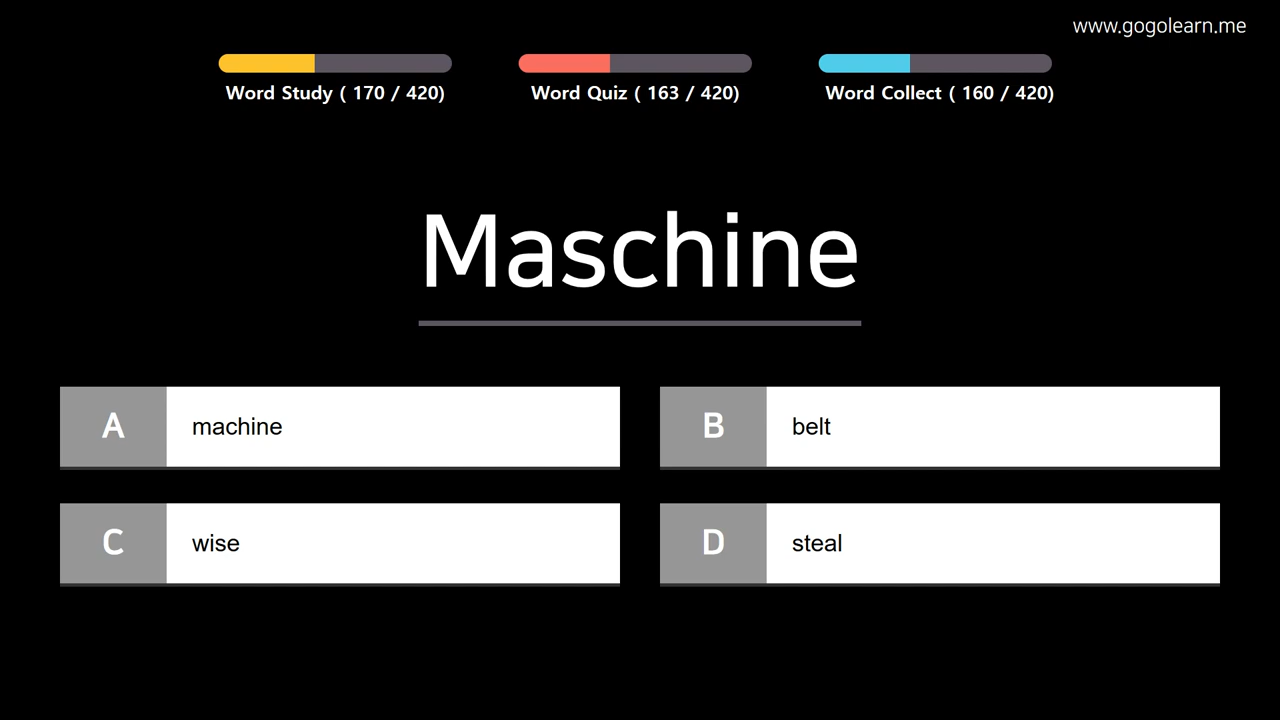 www.gogolearn.me
Word Study ( 170 / 420)
Word Quiz ( 163 / 420)
Word Collect ( 160 / 420)
Maschine
A machine
B belt
C wise
D steal